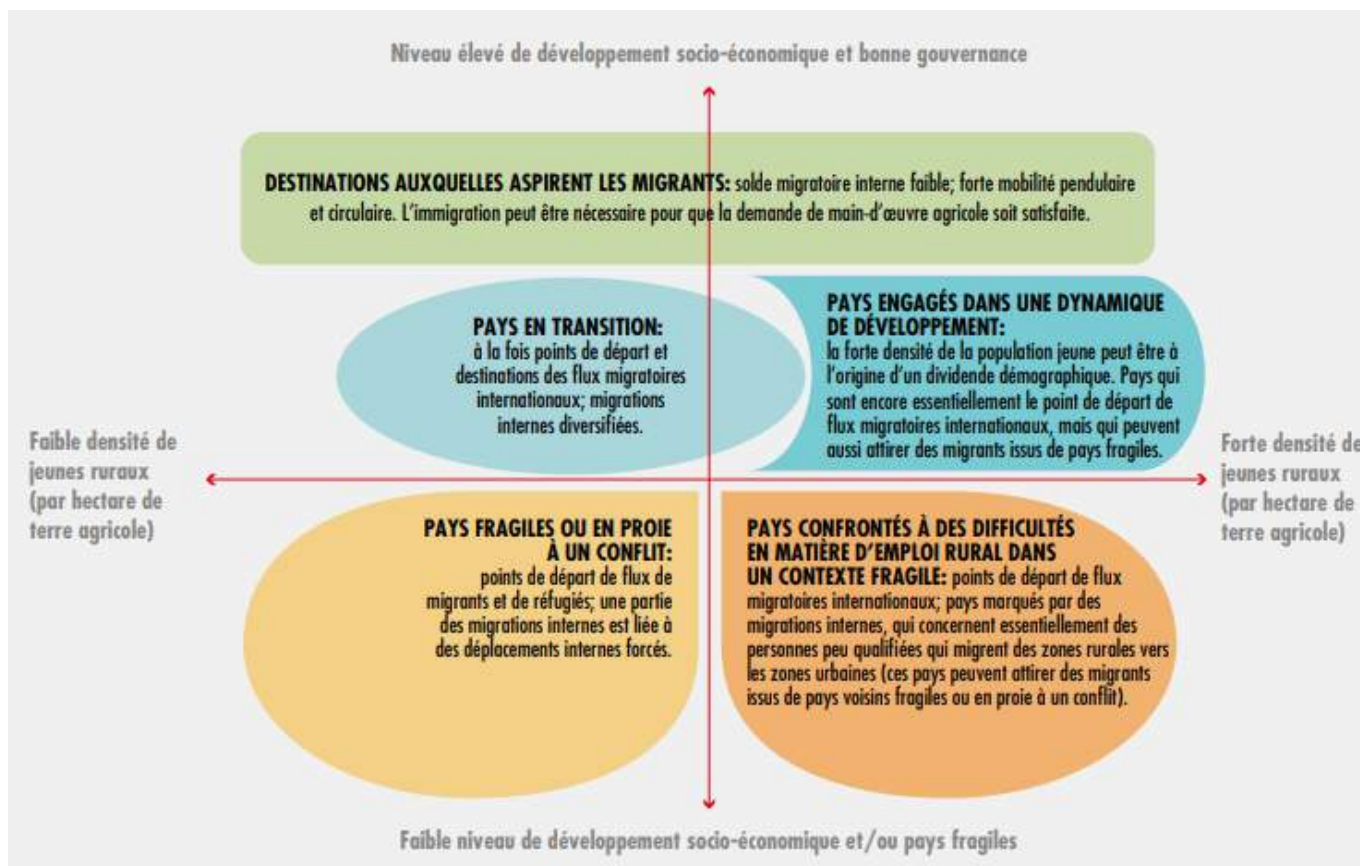 Niveau élevé de développement socio-économique et bonne gouvernance
DESTINATIONS AUXQUELLES ASPIRENT LES MIGRANTS: solde migratoire interne faible; forte mobilité pendulaire
et circulaire. L’immigration peut être nécessaire pour que la demande de main-d’œuvre agricole soit satisfaite.
PAYS EN TRANSITION:
à la fois points de départ et
destinations des flux migratoires
internationaux; migrations
internes diversifiées.
PAYS ENGAGÉS DANS UNE DYNAMIQUE
DE DÉVELOPPEMENT:
la forte densité de la population jeune peut être à
l’origine d’un dividende démographique. Pays qui
sont encore essentiellement le point de départ de
flux migratoires internationaux, mais qui peuvent
aussi attirer des migrants issus de pays fragiles.
Faible densité de
jeunes ruraux
(par hectare de
terre agricole)
Forte densité de
jeunes ruraux
(par hectare de
terre agricole)
PAYS FRAGILES OU EN PROIE
À UN CONFLIT:
points de départ de flux de
migrants et de réfugiés; une partie
des migrations internes est liée à
des déplacements internes forcés.
PAYS CONFRONTÉS À DES DIFFICULTÉS
EN MATIÈRE D’EMPLOI RURAL DANS
UN CONTEXTE FRAGILE: points de départ de flux
migratoires internationaux; pays marqués par des
migrations internes, qui concernent essentiellement des
personnes peu qualifiées qui migrent des zones rurales vers
les zones urbaines (ces pays peuvent attirer des migrants
issus de pays voisins fragiles ou en proie à un conflit).
Faible niveau de développement socio-économique et/ou pays fragiles